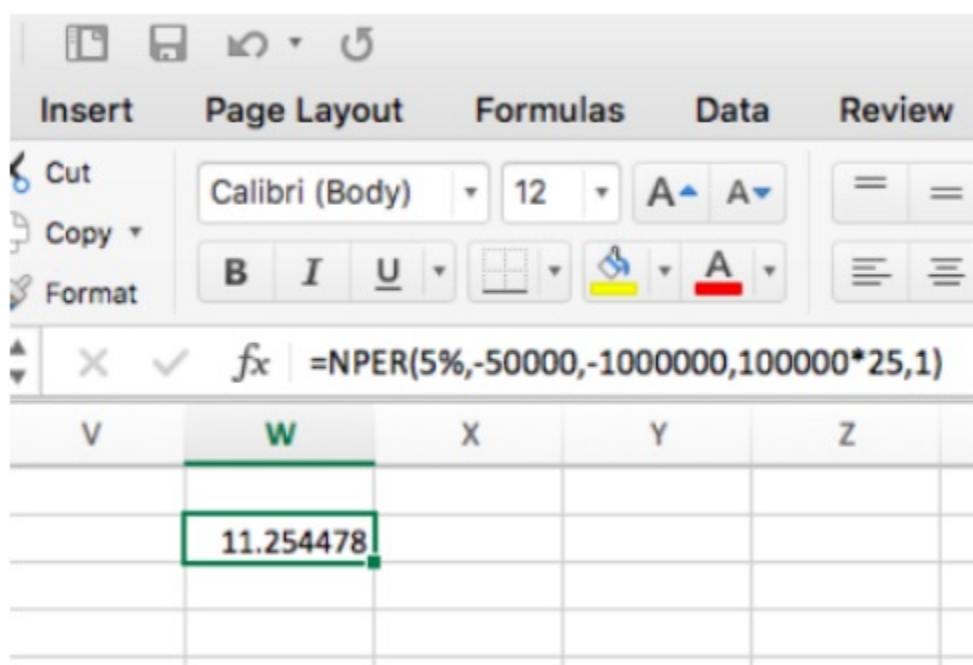 Insert Page Layout Formulas Data Review
Cut
Calibri (Body) 12 A A
Copy
B I U A
Format
fx =NPER(5%,-50000,-1000000,100000*25,1)
V W X Y Z
11.254478